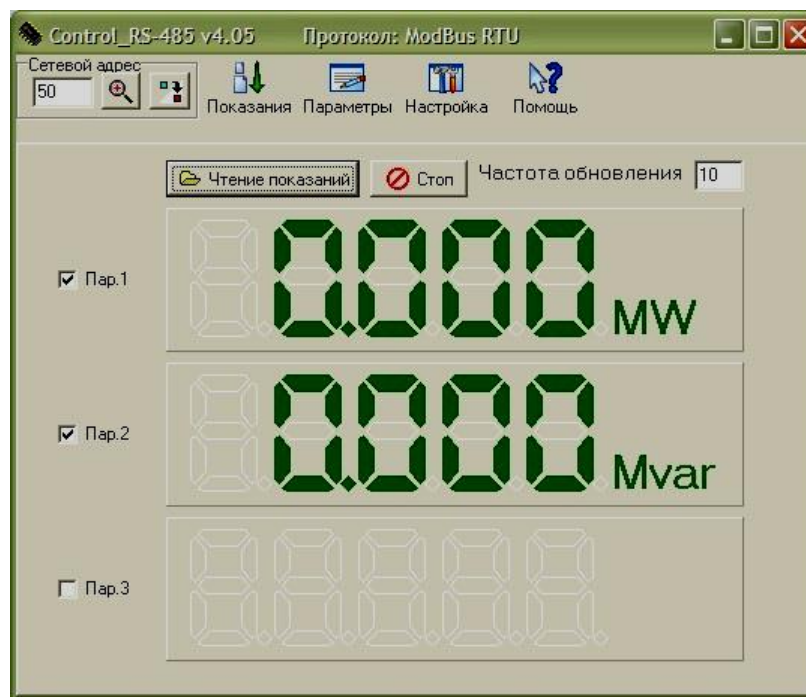 Control_RS-485 v4.05 Протокол: ModBus RTU
Сетевой адрес
50
Показания Параметры Настройка Помощь
Чтение показаний Стоп Частота обновления 10
Пар.1 0.000 MW
Пар.2 0.000 Mvar
Пар.3